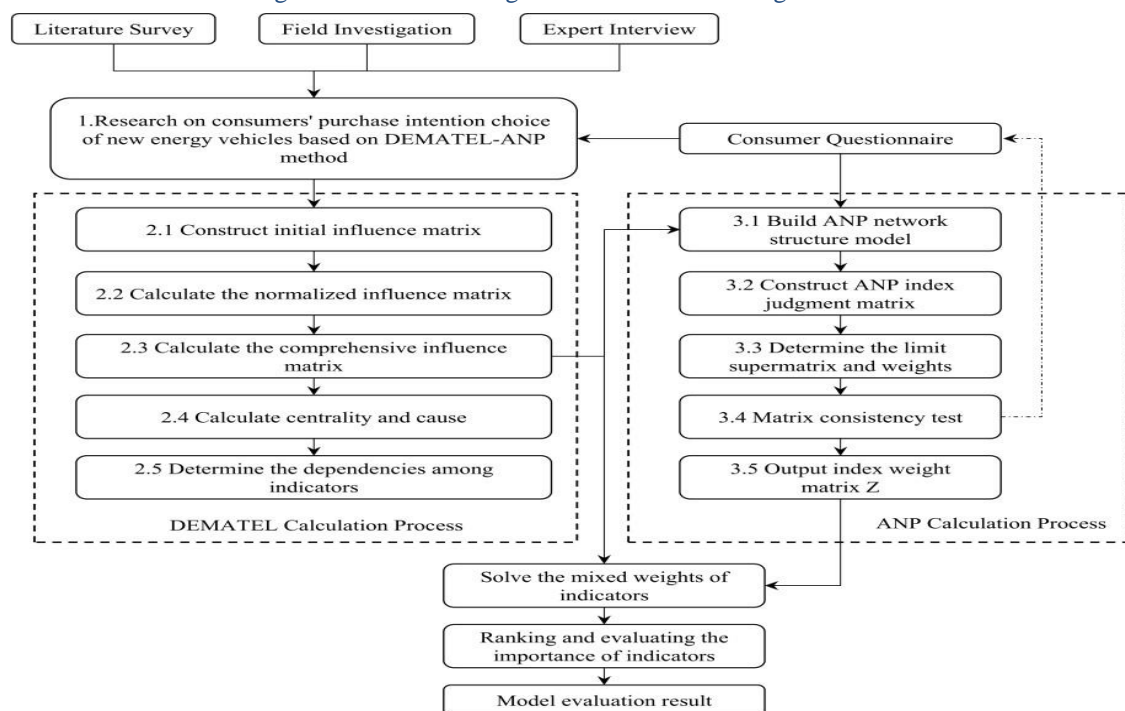 Literature Survey
Field Investigation
Expert Interview
1.Research on consumers' purchase intention choice
of new energy vehicles based on DEMATEL-ANP
method
Consumer Questionnaire
2.1 Construct initial influence matrix
2.2 Calculate the normalized influence matrix
2.3 Calculate the comprehensive influence
matrix
2.4 Calculate centrality and cause
2.5 Determine the dependencies among
indicators
DEMATEL Calculation Process
3.1 Build ANP network
structure model
3.2 Construct ANP index
judgment matrix
3.3 Determine the limit
supermatrix and weights
3.4 Matrix consistency test
3.5 Output index weight
matrix Z
ANP Calculation Process
Solve the mixed weights of
indicators
Ranking and evaluating the
importance of indicators
Model evaluation result